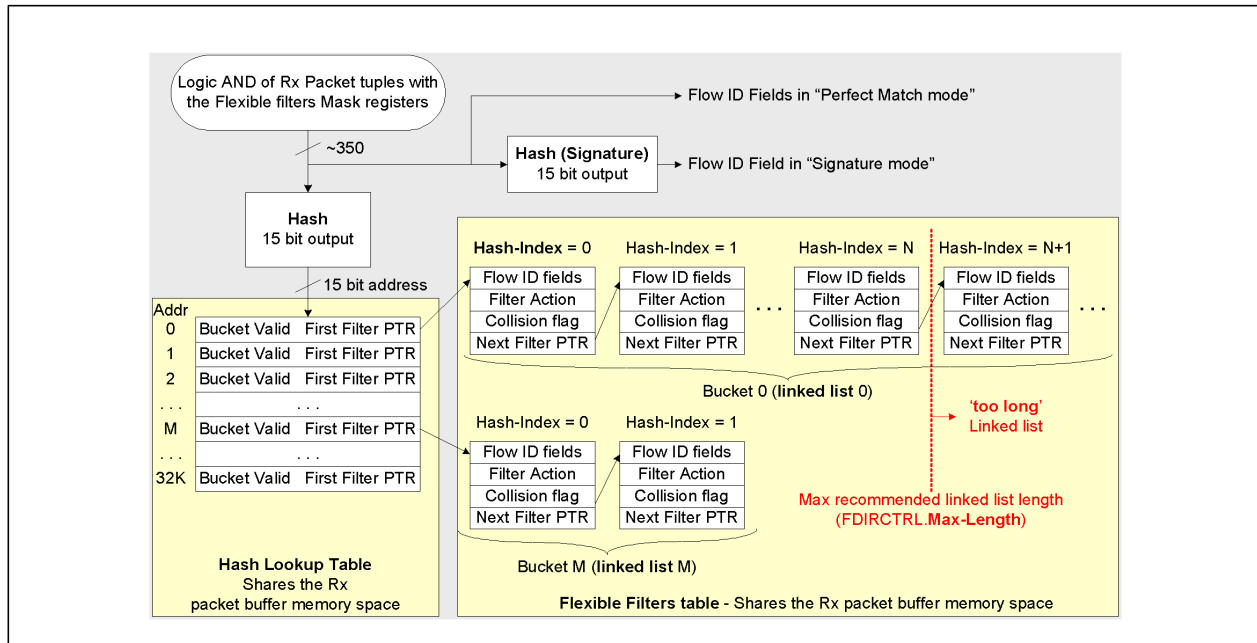 Logic AND of Rx Packet tuples with
the Flexible filters Mask registers
~350
Flow ID Fields in “Perfect Match mode”
Hash (Signature)
15 bit output
Flow ID Field in “Signature mode”
Hash
15 bit output
15 bit address
Addr
0 Bucket Valid First Filter PTR
1 Bucket Valid First Filter PTR
2 Bucket Valid First Filter PTR
. . . . . .
M Bucket Valid First Filter PTR
. . . . . .
32K Bucket Valid First Filter PTR
Hash Lookup Table
Shares the Rx
packet buffer memory space
Hash-Index = 0
Flow ID fields
Filter Action
Collision flag
Next Filter PTR
Hash-Index = 1
Flow ID fields
Filter Action
Collision flag
Next Filter PTR
. . .
Hash-Index = N
Flow ID fields
Filter Action
Collision flag
Next Filter PTR
Hash-Index = N+1
Flow ID fields
Filter Action
Collision flag
Next Filter PTR
. . .
Bucket 0 (linked list 0)
‘too long’
Linked list
Hash-Index = 0
Flow ID fields
Filter Action
Collision flag
Next Filter PTR
Hash-Index = 1
Flow ID fields
Filter Action
Collision flag
Next Filter PTR
Bucket M (linked list M)
Max recommended linked list length
(FDIRCTRL.Max-Length)
Flexible Filters table - Shares the Rx packet buffer memory space